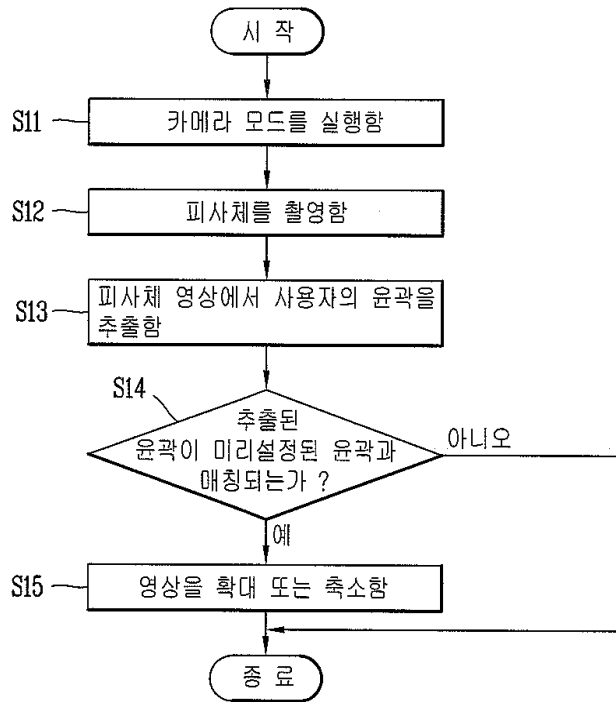 시 작
S11
카메라 모드를 실행함
S12
피사체를 촬영함
S13
피사체 영상에서 사용자의 윤곽을
추출함
S14
추출된
윤곽이 미리설정된 윤곽과
매칭되는가 ?
아니오
예
S15
영상을 확대 또는 축소함
종 료